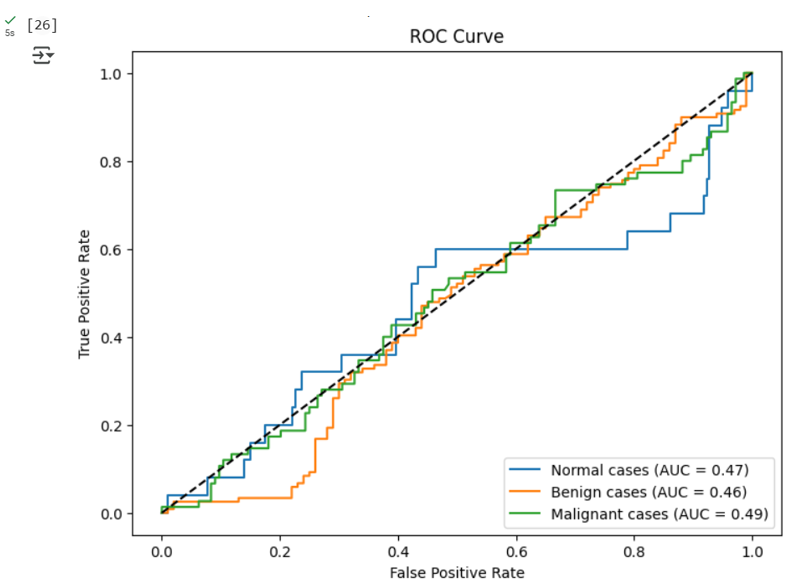 [26]
5s
ROC Curve
1.0
0.8
0.6
0.4
0.2
0.0
True Positive Rate
Normal cases (AUC = 0.47)
Benign cases (AUC = 0.46)
Malignant cases (AUC = 0.49)
0.0 0.2 0.4 0.6 0.8 1.0
False Positive Rate